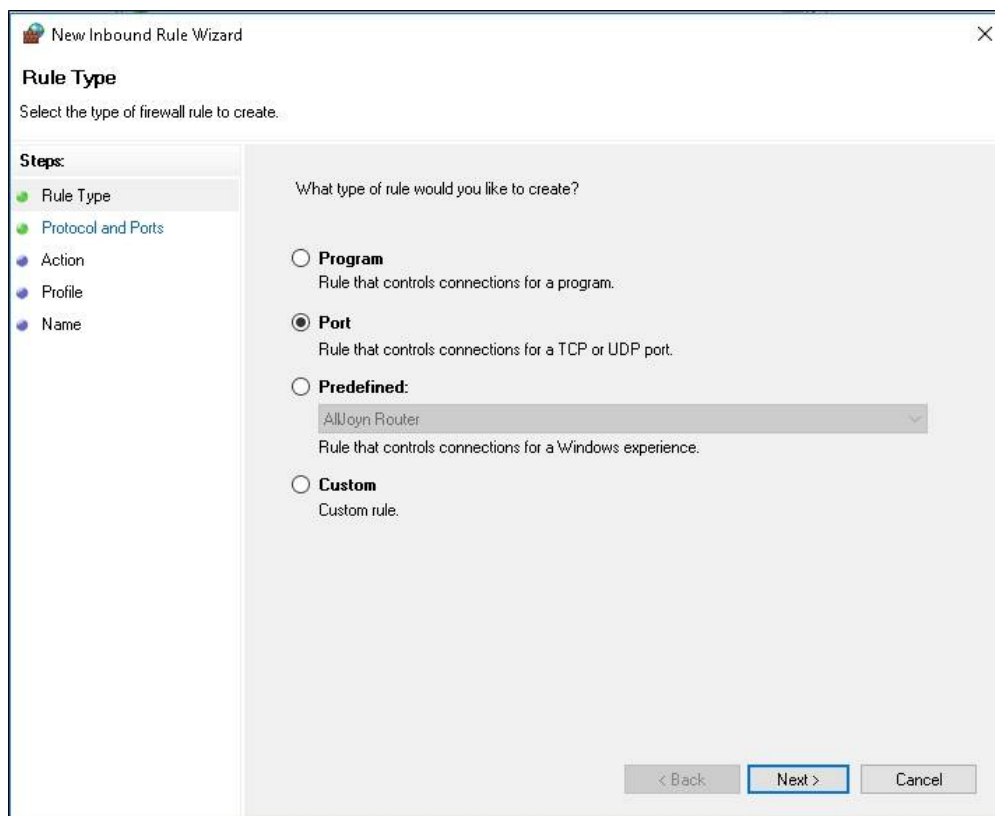 New Inbound Rule Wizard
Rule Type
Select the type of firewall rule to create.
Steps:
Rule Type
Protocol and Ports
Action
Profile
Name
What type of rule would you like to create?
Program
Rule that controls connections for a program.
Port
Rule that controls connections for a TCP or UDP port.
Predefined:
AllJoyn Router
Rule that controls connections for a Windows experience.
Custom
Custom rule.
< Back Next > Cancel